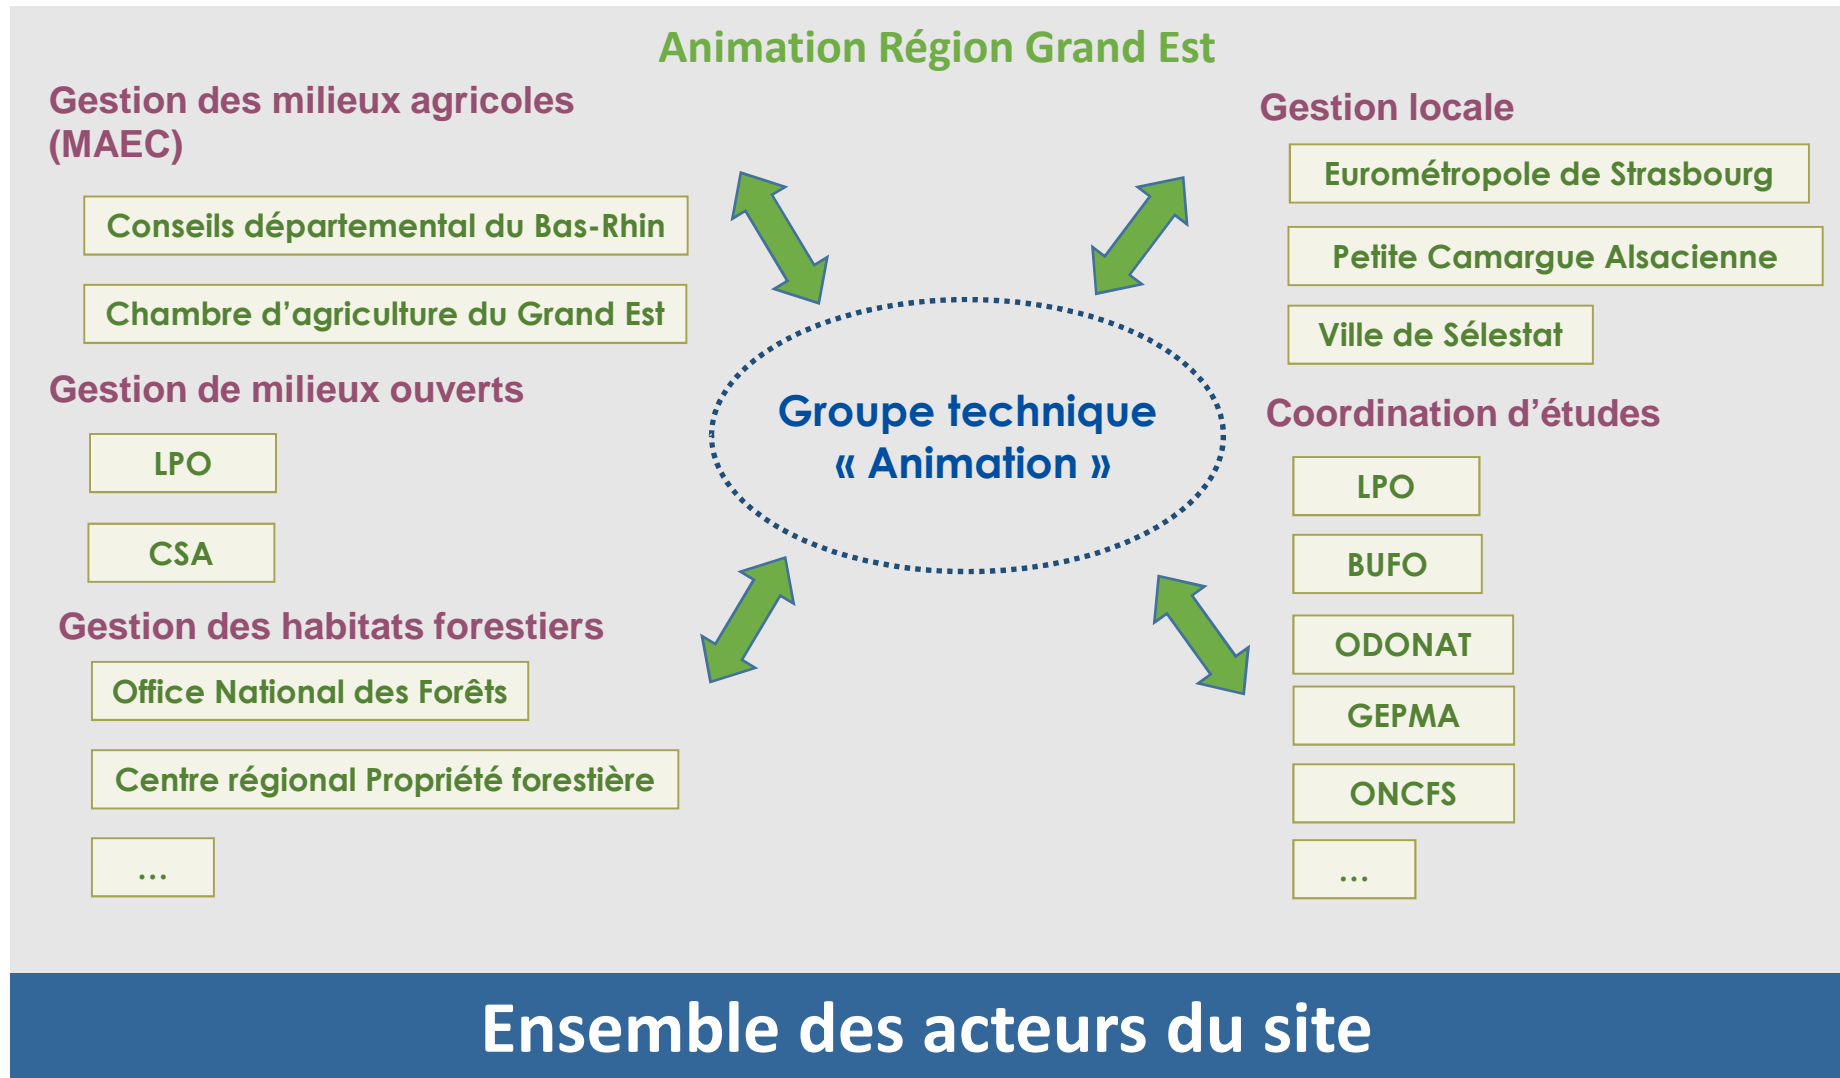 Animation Région Grand Est
Gestion des milieux agricoles
(MAEC)
Conseils départemental du Bas-Rhin
Chambre d’agriculture du Grand Est
Gestion de milieux ouverts
LPO
CSA
Gestion des habitats forestiers
Office National des Forêts
Centre régional Propriété forestière
...
Groupe technique
« Animation »
Gestion locale
Eurométropole de Strasbourg
Petite Camargue Alsacienne
Ville de Sélestat
Coordination d’études
LPO
BUFO
ODONAT
GEPMA
ONCFS
...
Ensemble des acteurs du site